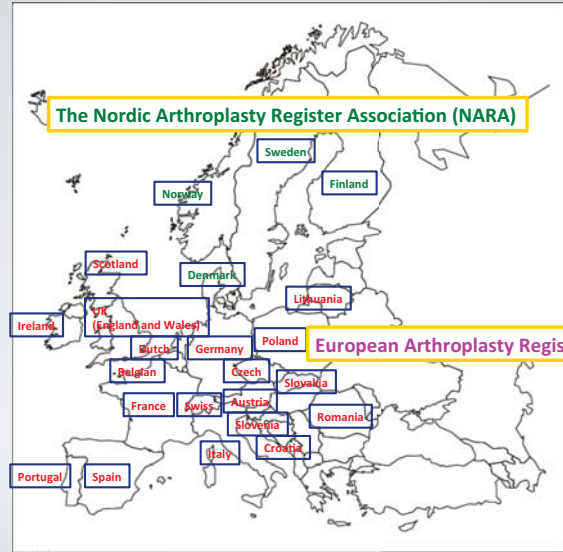 The Nordic Arthroplasty Register Association (NARA)
Sweden
Finland
Norway
Scotland
Denmark
Lithuania
UK
(England and Wales)
Ireland
Dutch
Germany
Poland
European Arthroplasty Regis
Belgian
Czech
Slovakia
France
Swiss
Austria
Romania
Slovenia
Croatia
Italy
Portugal
Spain